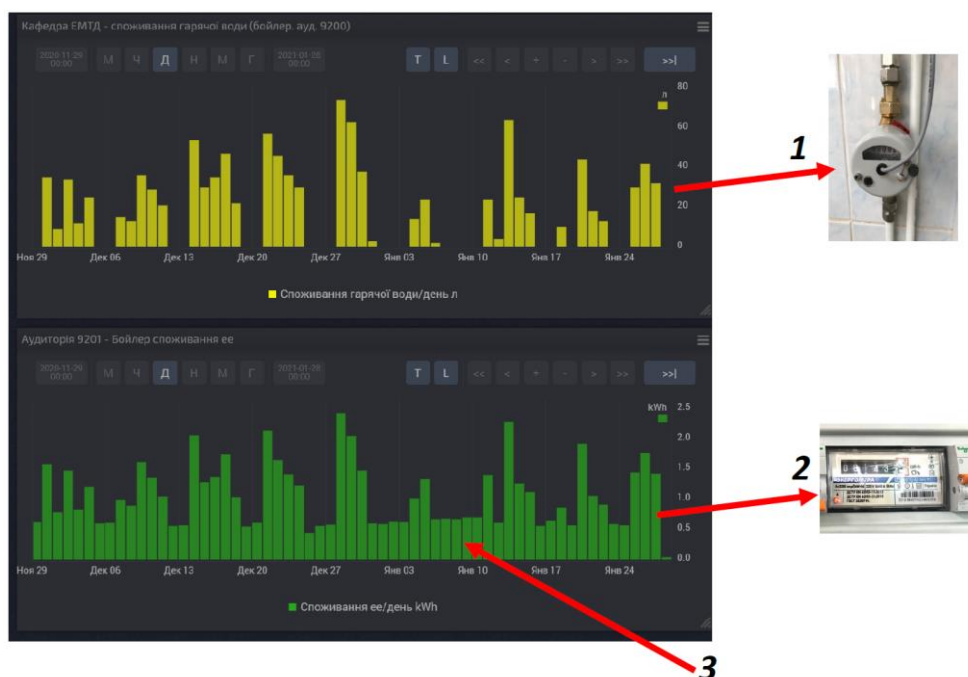 Кафедра ЕМТД - споживання гарячої води (бойлер. ауд. 9200)
2020-11-29 00:00 М Ч Д Н М Г 2021-01-28 00:00 T L << < + - > >> >>|
л
80
60
40
20
0
Ноя 29 Дек 06 Дек 13 Дек 20 Дек 27 Янв 03 Янв 10 Янв 17 Янв 24
Споживання гарячої води/день л
1
Аудиторія 9201 - Бойлер споживання ее
2020-11-29 00:00 М Ч Д Н М Г 2021-01-28 00:00 T L << < + - > >> >>|
kWh
2.5
2.0
1.5
1.0
0.5
0.0
Ноя 29 Дек 06 Дек 13 Дек 20 Дек 27 Янв 03 Янв 10 Янв 17 Янв 24
Споживання ее/день kWh
2
3